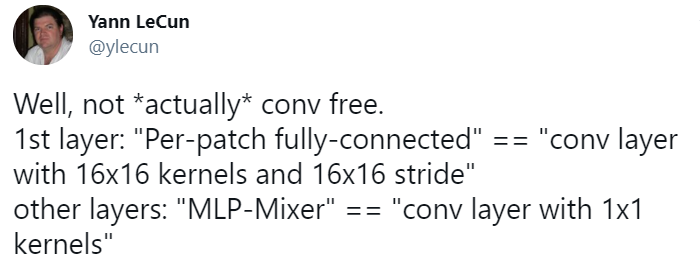 Yann LeCun
@ylecun
Well, not *actually* conv free.
1st layer: "Per-patch fully-connected" == "conv layer
with 16x16 kernels and 16x16 stride"
other layers: "MLP-Mixer" == "conv layer with 1x1
kernels"